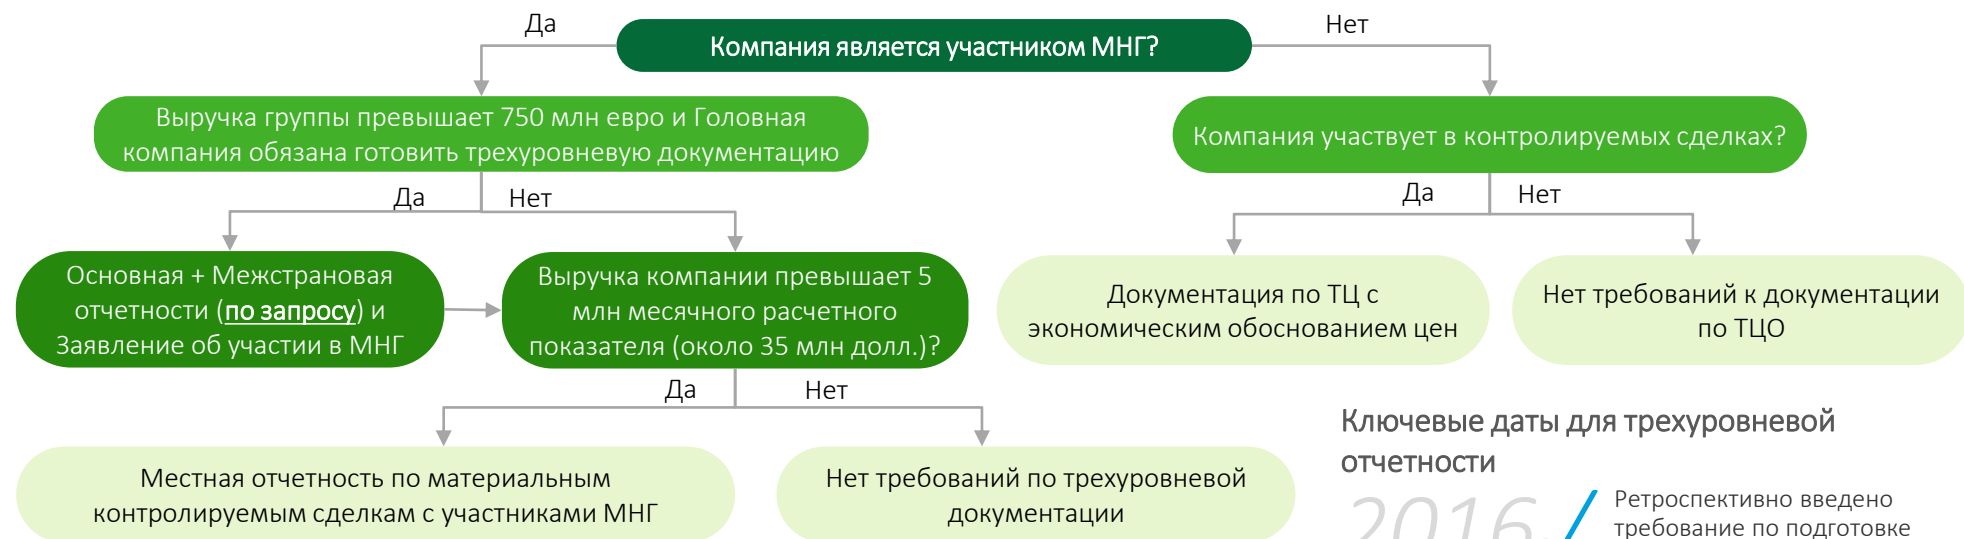 Да
Компания является участником МНГ?
Нет
Выручка группы превышает 750 млн евро и Головная
компания обязана готовить трехуровневую документацию
Компания участвует в контролируемых сделках?
Да
Нет
Да
Нет
Основная + Межстрановая
отчетности (по запросу) и
Заявление об участии в МНГ
Выручка компании превышает 5
млн месячного расчетного
показателя (около 35 млн долл.)?
Документация по ТЦ с
экономическим обоснованием цен
Нет требований к документации
по ТЦО
Да
Нет
Местная отчетность по материальным
контролируемым сделкам с участниками МНГ
Нет требований по трехуровневой
документации
Ключевые даты для трехуровневой
отчетности
2016
Ретроспективно введено
требование по подготовке